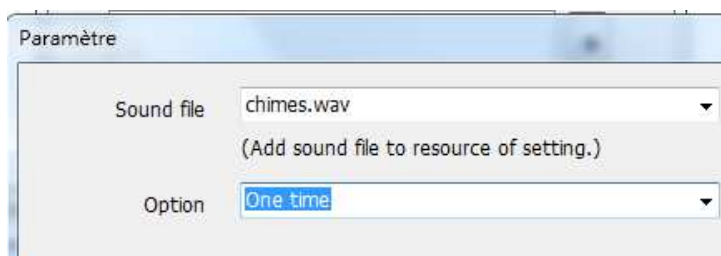 Paramètre
Sound file chimes.wav
(Add sound file to resource of setting.)
Option One time